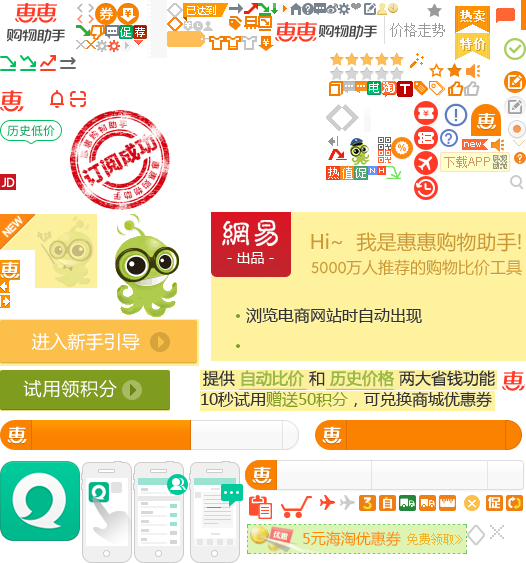 惠惠
购物助手
券
促 荐
已达到
¥
惠惠购物助手
价格走势
热卖
特价
惠
历史低价
惠惠购物助手
订阅成功
惠惠购物助手
电 淘 T
惠
new
下载APP
热 值 促 N H
JD
NEW
惠
網易
出品
Hi~ 我是惠惠购物助手!
5000万人推荐的购物比价工具
浏览电商网站时自动出现
进入新手引导
试用领积分
提供 自动比价 和 历史价格 两大省钱功能
10秒试用赠送50积分，可兑换商城优惠券
惠
惠
惠
惠
3 自 促
优惠
5元海淘优惠券 免费领取>>